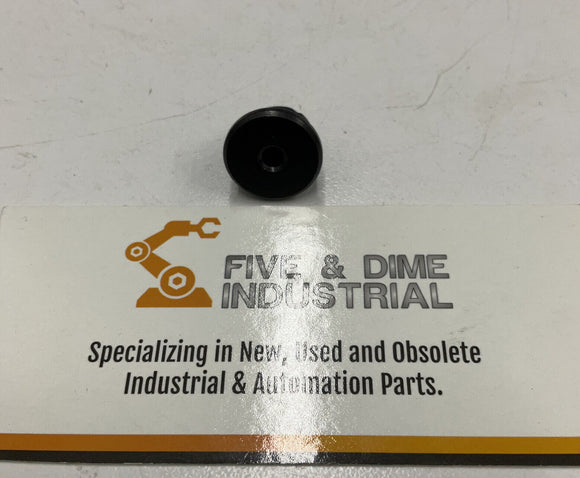 FIVE & DIME
INDUSTRIAL
Specializing in New, Used and Obsolete
Industrial & Automation Parts.